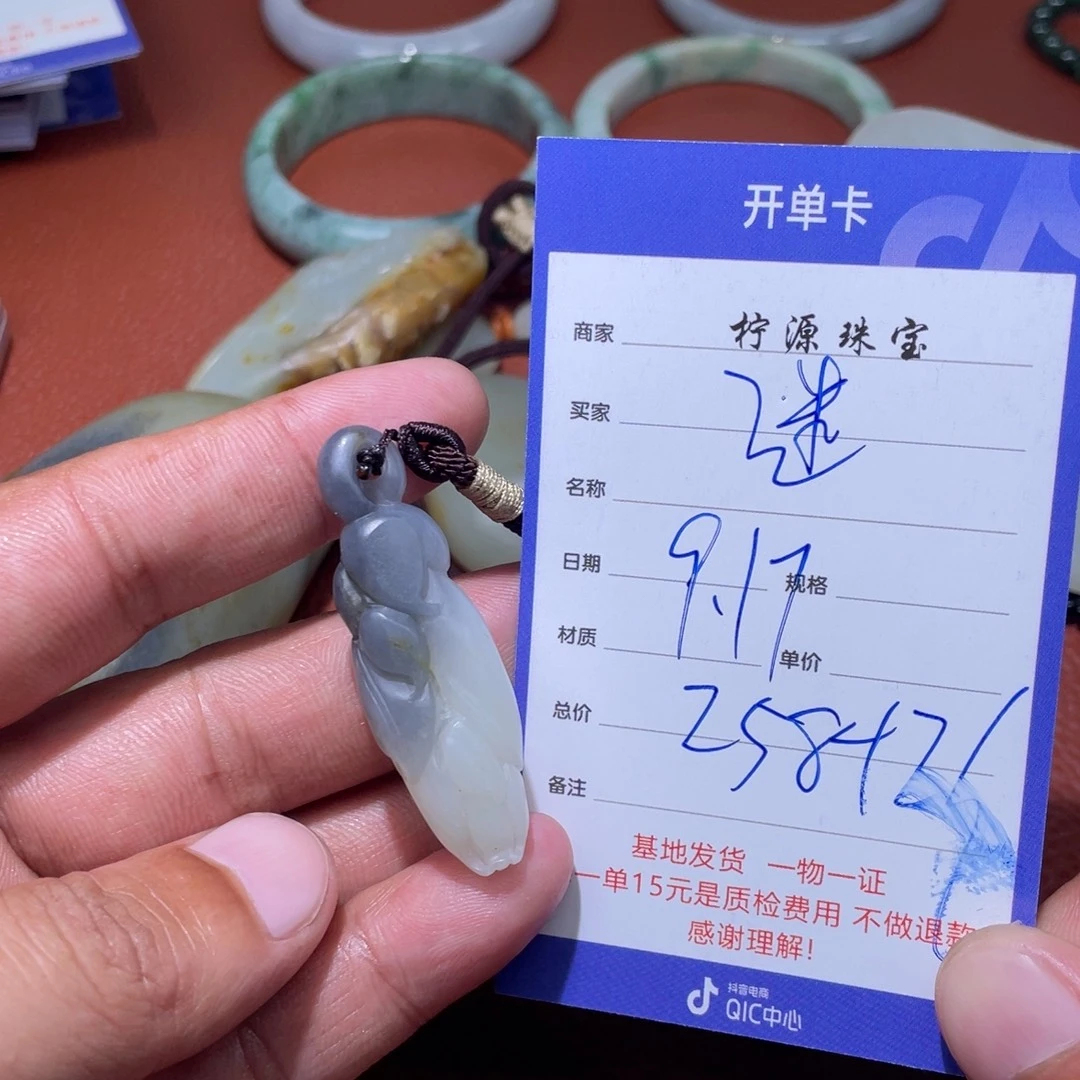 开单卡
商家 柠源珠宝
买家 谜
名称
日期 9.17 规格
材质 单价
总价 258426
备注
基地发货 一物一证
一单15元是质检费用 不做退款
感谢理解!
抖音电商
QIC中心